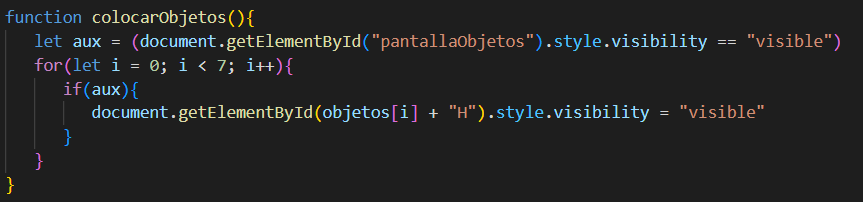 function colocarObjetos(){
let aux = (document.getElementById("pantallaObjetos").style.visibility == "visible")
for(let i = 0; i < 7; i++){
if(aux){
document.getElementById(objetos[i] + "H").style.visibility = "visible"
}
}
}